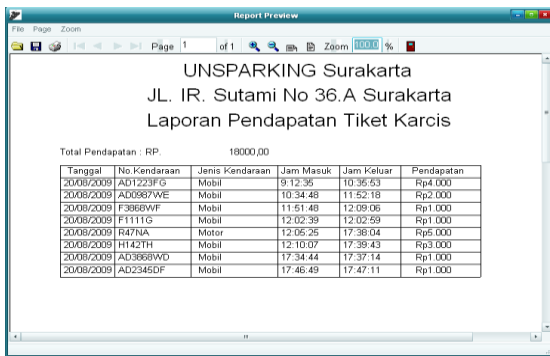 Report Preview
File Page Zoom
Page 1 of 1 Zoom 100.0 %
UNSPARKING Surakarta
JL. IR. Sutami No 36.A Surakarta
Laporan Pendapatan Tiket Karcis
Total Pendapatan : RP. 18000,00
Tanggal No.Kendaraan Jenis Kendaraan Jam Masuk Jam Keluar Pendapatan
20/08/2009 AD1223FG Mobil 9:12:35 10:35:53 Rp4.000
20/08/2009 AD0987WE Mobil 10:34:48 11:52:18 Rp2.000
20/08/2009 F3868WF Mobil 11:51:48 12:09:06 Rp1.000
20/08/2009 F1111G Mobil 12:02:39 12:02:59 Rp1.000
20/08/2009 R47NA Motor 12:05:25 17:38:04 Rp5.000
20/08/2009 H142TH Mobil 12:10:07 17:39:43 Rp3.000
20/08/2009 AD3868WD Mobil 17:34:44 17:37:14 Rp1.000
20/08/2009 AD2345DF Mobil 17:46:49 17:47:11 Rp1.000